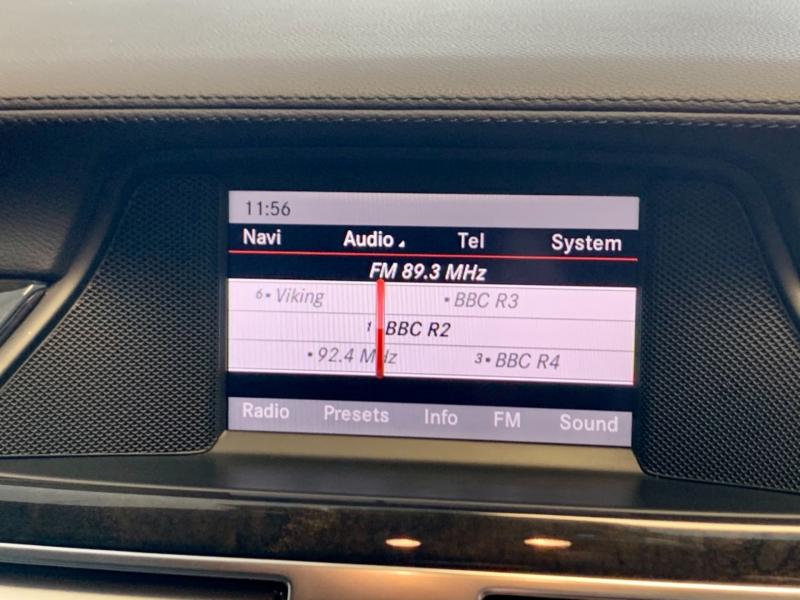 11:56
Navi Audio Tel System
FM 89.3 MHz
6• Viking • BBC R3
1 BBC R2
• 92.4 MHz 3• BBC R4
Radio Presets Info FM Sound